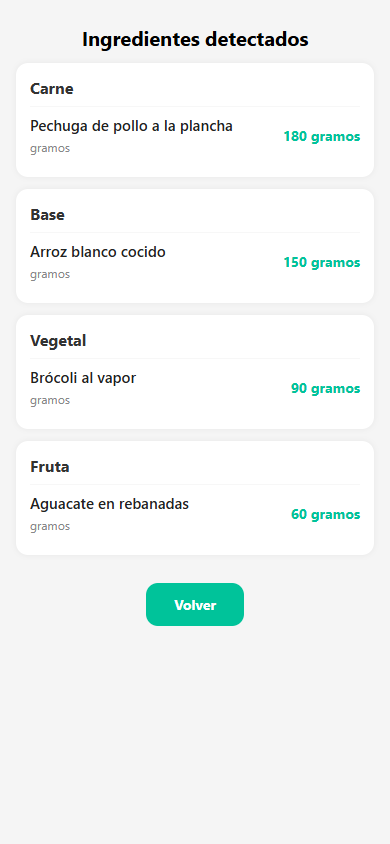 Ingredientes detectados
Carne
Pechuga de pollo a la plancha
180 gramos
gramos
Base
Arroz blanco cocido
150 gramos
gramos
Vegetal
Brócoli al vapor
90 gramos
gramos
Fruta
Aguacate en rebanadas
60 gramos
gramos
Volver